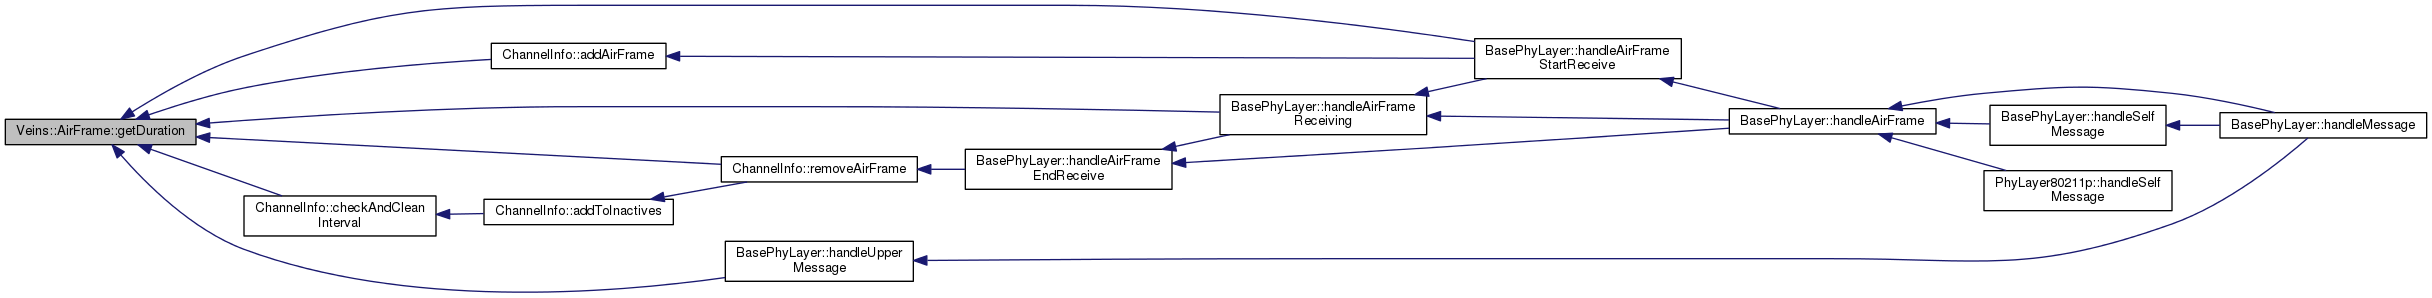 Veins::AirFrame::getDuration
ChannelInfo::addAirFrame
ChannelInfo::checkAndClean
Interval
ChannelInfo::addToInactives
ChannelInfo::removeAirFrame
BasePhyLayer::handleUpper
Message
BasePhyLayer::handleAirFrame
EndReceive
BasePhyLayer::handleAirFrame
Receiving
BasePhyLayer::handleAirFrame
StartReceive
BasePhyLayer::handleAirFrame
BasePhyLayer::handleSelf
Message
PhyLayer80211p::handleSelf
Message
BasePhyLayer::handleMessage